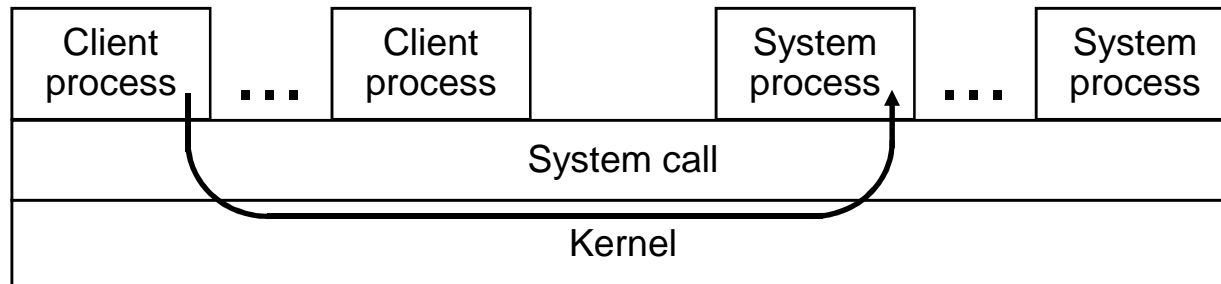 Client process
...
Client process
System process
...
System process
System call
Kernel